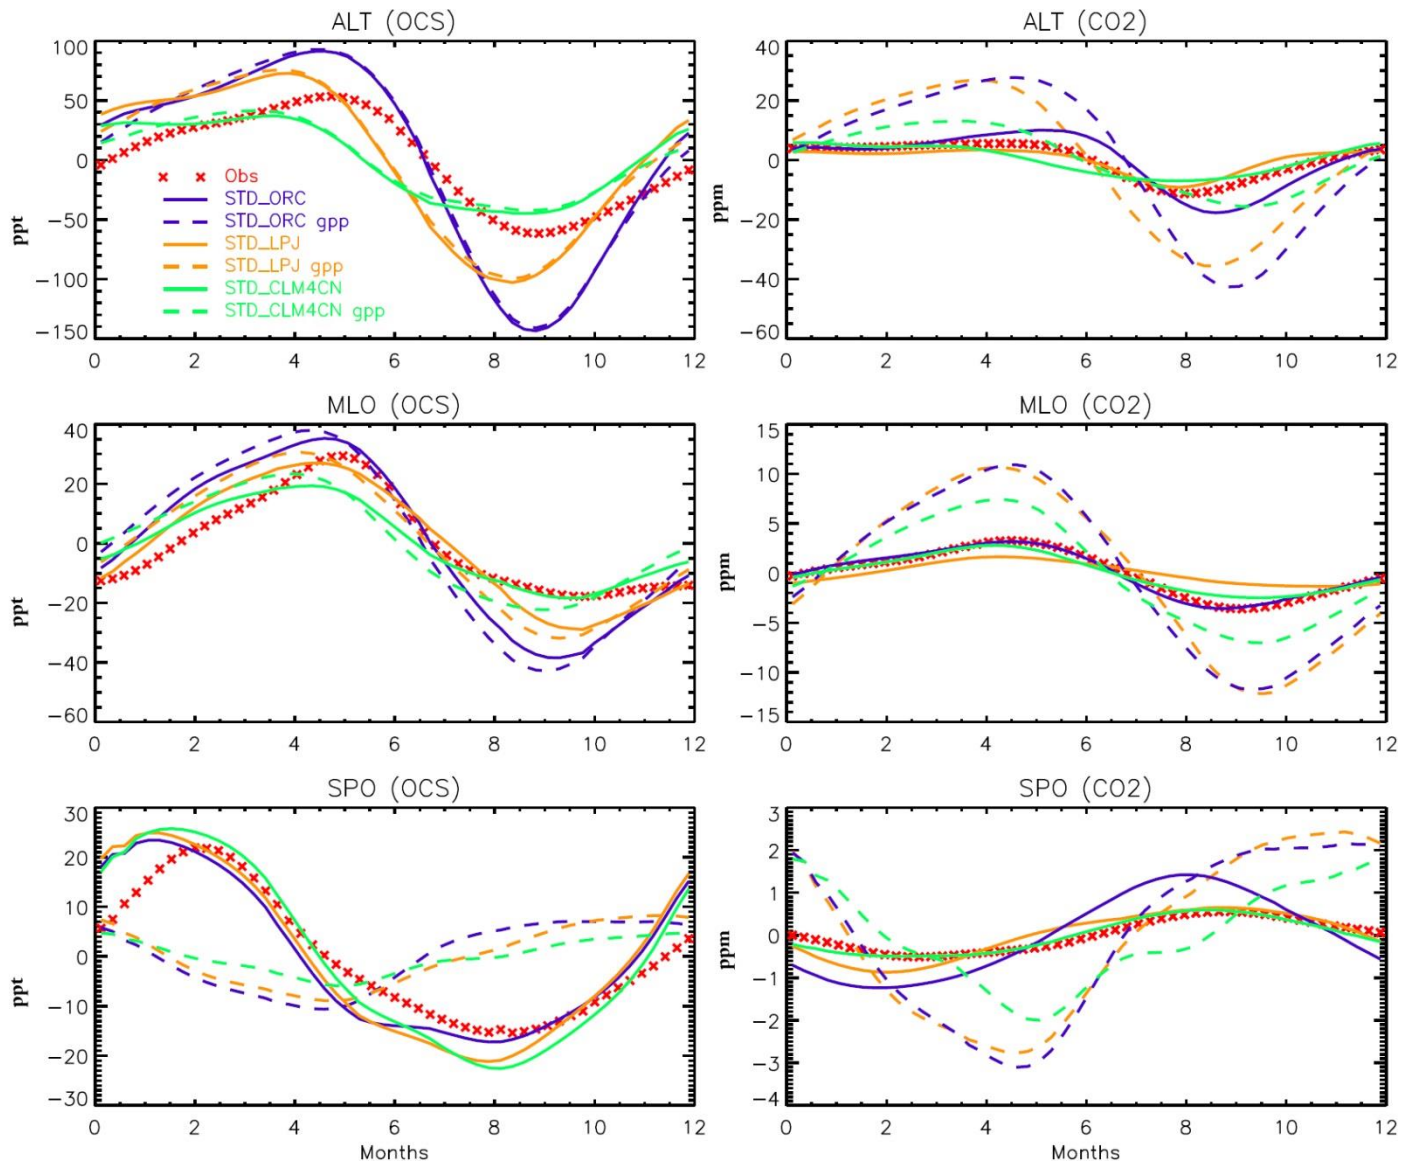 ALT (OCS)
100
50
0
−50
−100
−150
ppt
Obs
STD_ORC
STD_ORC gpp
STD_LPJ
STD_LPJ gpp
STD_CLM4CN
STD_CLM4CN gpp
0 2 4 6 8 10 12
ALT (CO2)
40
20
0
−20
−40
−60
ppm
0 2 4 6 8 10 12
MLO (OCS)
40
20
0
−20
−40
−60
ppt
0 2 4 6 8 10 12
MLO (CO2)
15
10
5
0
−5
−10
−15
ppm
0 2 4 6 8 10 12
SPO (OCS)
30
20
10
0
−10
−20
−30
ppt
0 2 4 6 8 10 12
Months
SPO (CO2)
3
2
1
0
−1
−2
−3
−4
ppm
0 2 4 6 8 10 12
Months